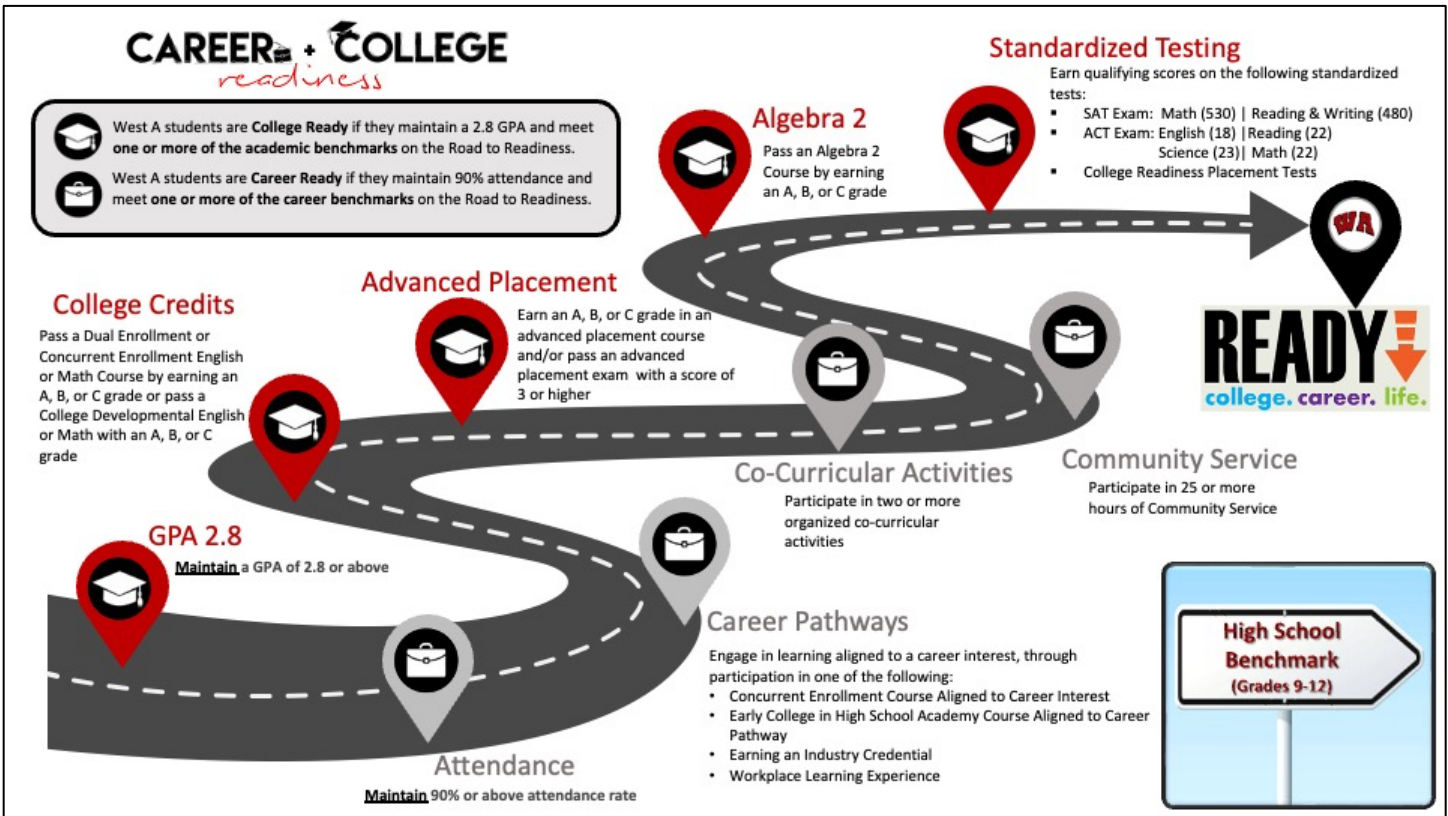 CAREER + COLLEGE
readiness
West A students are College Ready if they maintain a 2.8 GPA and meet
one or more of the academic benchmarks on the Road to Readiness.
West A students are Career Ready if they maintain 90% attendance and
meet one or more of the career benchmarks on the Road to Readiness.
Standardized Testing
Earn qualifying scores on the following standardized
tests:
▪ SAT Exam: Math (530) | Reading & Writing (480)
▪ ACT Exam: English (18) |Reading (22)
Science (23)| Math (22)
▪ College Readiness Placement Tests
Algebra 2
Pass an Algebra 2
Course by earning
an A, B, or C grade
WA
READY
college. career. life.
Advanced Placement
Earn an A, B, or C grade in an
advanced placement course
and/or pass an advanced
placement exam with a score of
3 or higher
College Credits
Pass a Dual Enrollment or
Concurrent Enrollment English
or Math Course by earning an
A, B, or C grade or pass a
College Developmental English
or Math with an A, B, or C
grade
Co-Curricular Activities
Participate in two or more
organized co-curricular
activities
Community Service
Participate in 25 or more
hours of Community Service
GPA 2.8
Maintain a GPA of 2.8 or above
Career Pathways
Engage in learning aligned to a career interest, through
participation in one of the following:
• Concurrent Enrollment Course Aligned to Career Interest
• Early College in High School Academy Course Aligned to Career
Pathway
• Earning an Industry Credential
• Workplace Learning Experience
Attendance
Maintain 90% or above attendance rate
High School
Benchmark
(Grades 9-12)